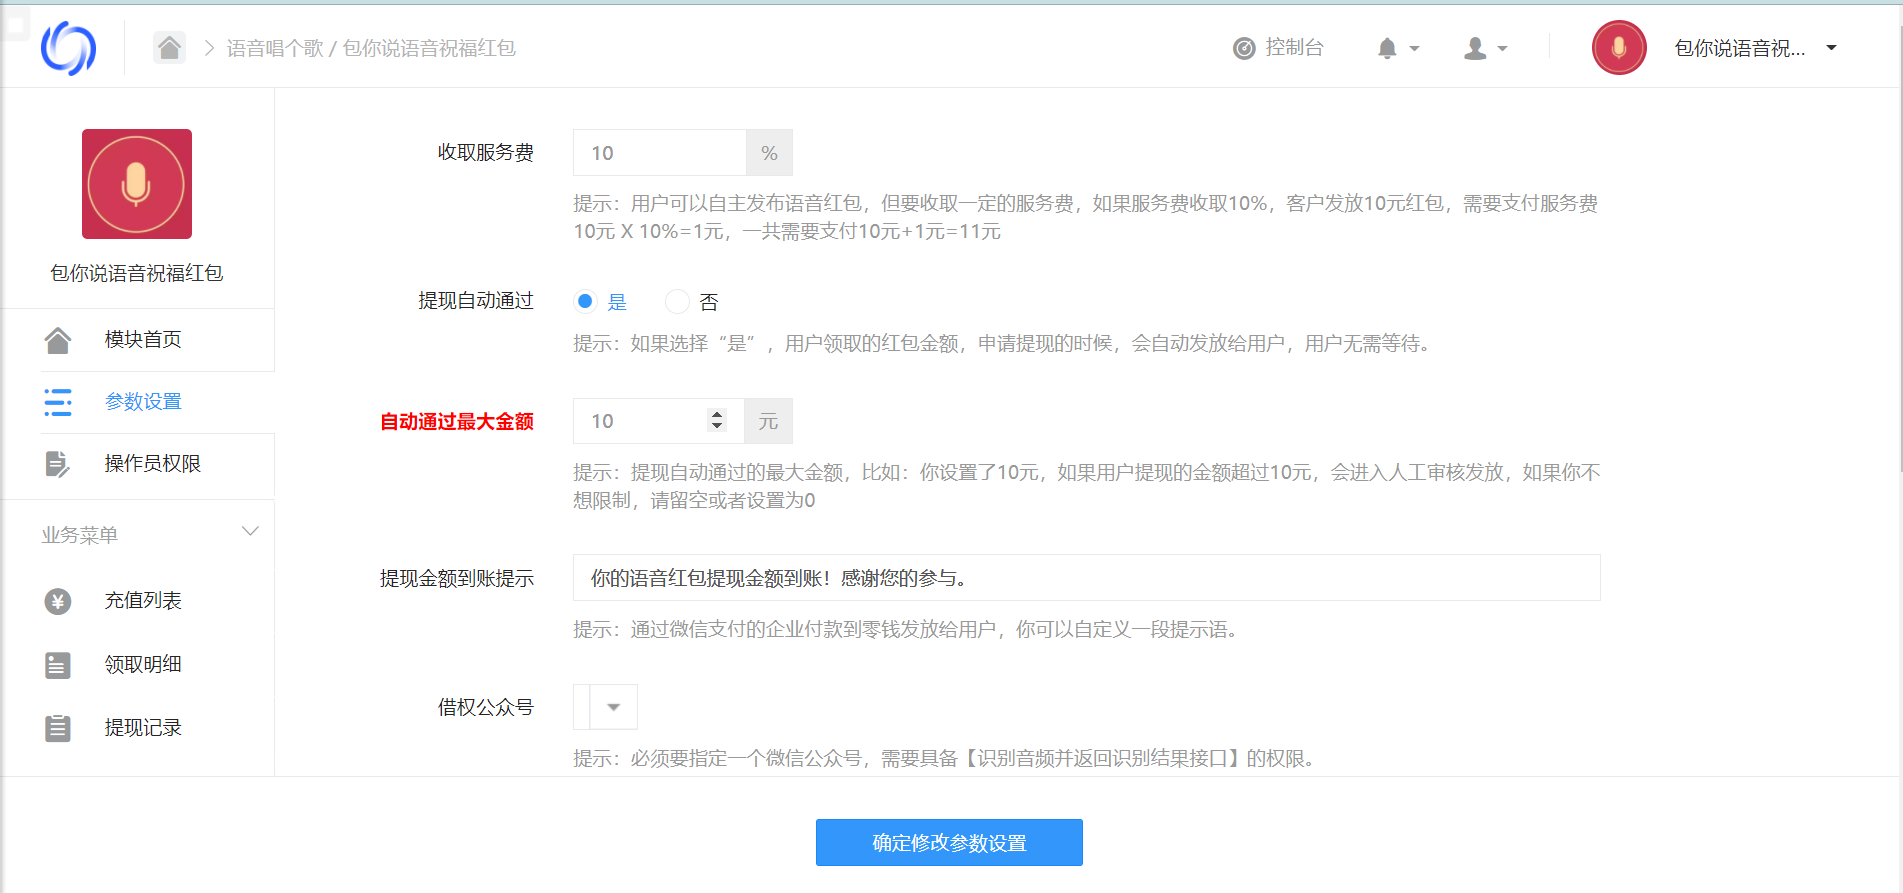 语音唱个歌 / 包你说语音祝福红包
控制台
包你说语音祝...
包你说语音祝福红包
模块首页
参数设置
操作员权限
业务菜单
充值列表
领取明细
提现记录
收取服务费
10
%
提示：用户可以自主发布语音红包，但要收取一定的服务费，如果服务费收取10%，客户发放10元红包，需要支付服务费
10元 X 10%=1元，一共需要支付10元+1元=11元
提现自动通过
是
否
提示：如果选择“是”，用户领取的红包金额，申请提现的时候，会自动发放给用户，用户无需等待。
自动通过最大金额
10
元
提示：提现自动通过的最大金额，比如：你设置了10元，如果用户提现的金额超过10元，会进入人工审核发放，如果你不
想限制，请留空或者设置为0
提现金额到账提示
你的语音红包提现金额到账！感谢您的参与。
提示：通过微信支付的企业付款到零钱发放给用户，你可以自定义一段提示语。
借权公众号
提示：必须要指定一个微信公众号，需要具备【识别音频并返回识别结果接口】的权限。
确定修改参数设置